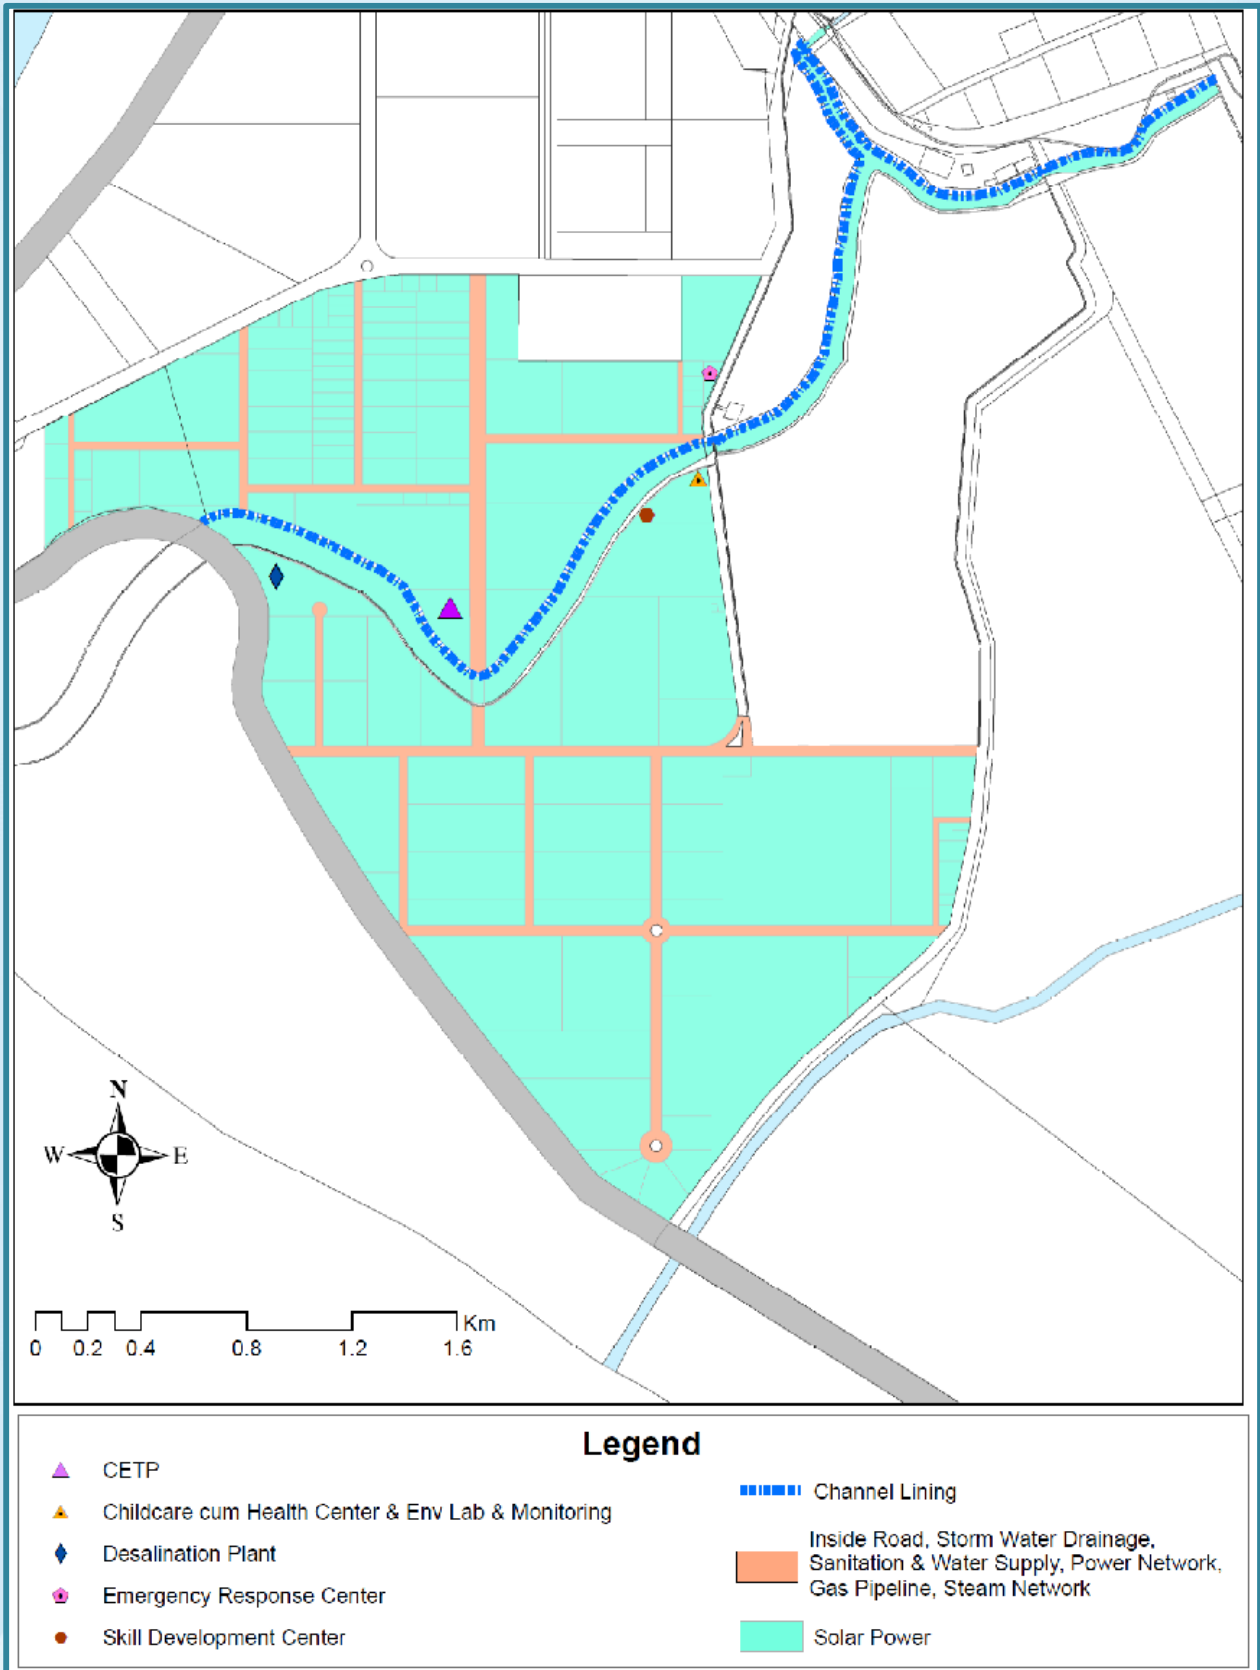 N
W E
S
Km
0 0.2 0.4 0.8 1.2 1.6
Legend
CETP
Childcare cum Health Center & Env Lab & Monitoring
Desalination Plant
Emergency Response Center
Skill Development Center
Channel Lining
Inside Road, Storm Water Drainage,
Sanitation & Water Supply, Power Network,
Gas Pipeline, Steam Network
Solar Power